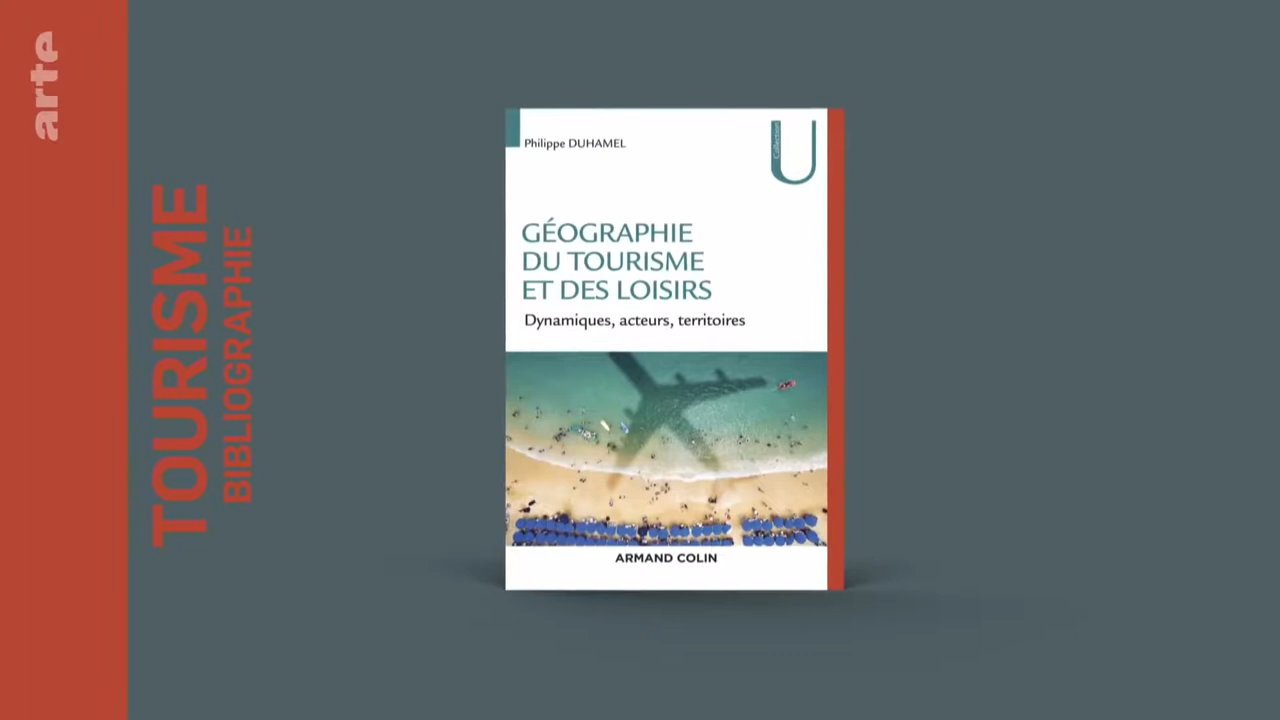 arte
TOURISME
BIBLIOGRAPHIE
Philippe DUHAMEL
Collection
U
GÉOGRAPHIE
DU TOURISME
ET DES LOISIRS
Dynamiques, acteurs, territoires
ARMAND COLIN